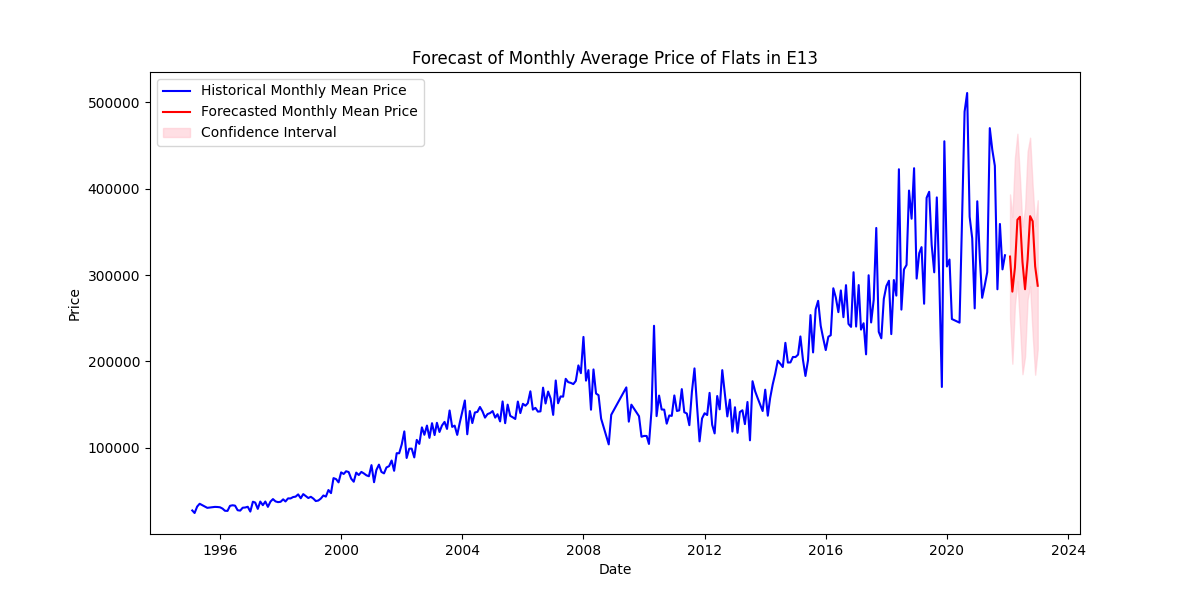 Forecast of Monthly Average Price of Flats in E13
Historical Monthly Mean Price
Forecasted Monthly Mean Price
Confidence Interval
500000
400000
300000
200000
100000
Price
1996 2000 2004 2008 2012 2016 2020 2024
Date